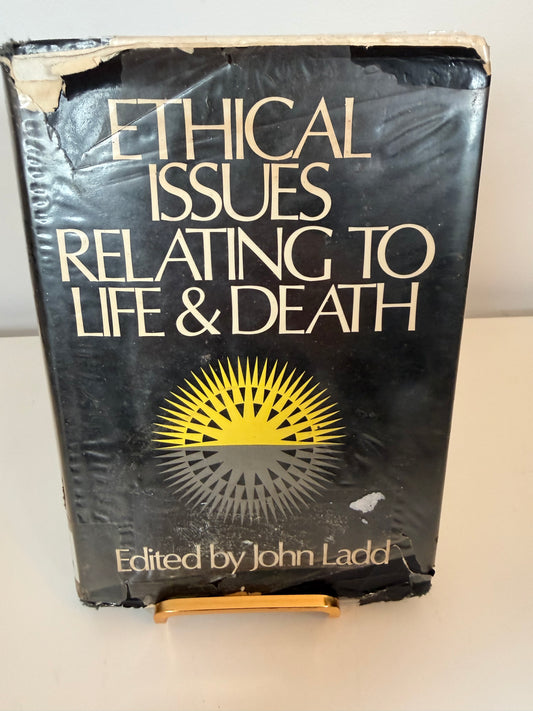 ETHICAL
ISSUES
RELATING TO
LIFE & DEATH
Edited by John Ladd